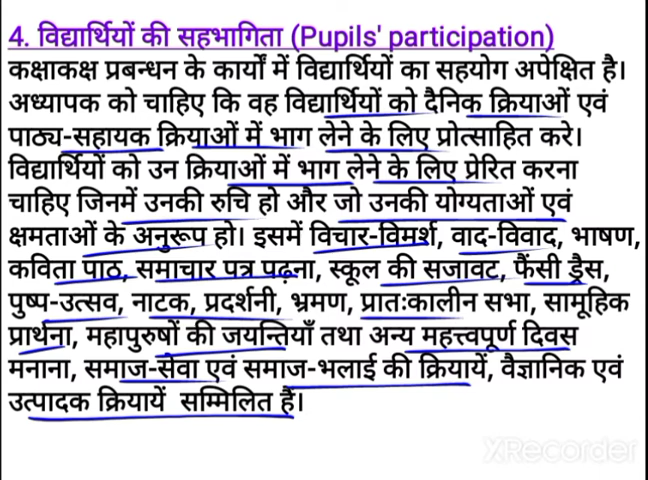 4. विद्यार्थियों की सहभागिता (Pupils' participation)
कक्षाकक्ष प्रबन्धन के कार्यों में विद्यार्थियों का सहयोग अपेक्षित है।
अध्यापक को चाहिए कि वह विद्यार्थियों को दैनिक क्रियाओं एवं
पाठ्य-सहायक क्रियाओं में भाग लेने के लिए प्रोत्साहित करे।
विद्यार्थियों को उन क्रियाओं में भाग लेने के लिए प्रेरित करना
चाहिए जिनमें उनकी रुचि हो और जो उनकी योग्यताओं एवं
क्षमताओं के अनुरूप हो। इसमें विचार-विमर्श, वाद-विवाद, भाषण,
कविता पाठ, समाचार पत्र पढ़ना, स्कूल की सजावट, फैंसी ड्रैस,
पुष्प-उत्सव, नाटक, प्रदर्शनी, भ्रमण, प्रातःकालीन सभा, सामूहिक
प्रार्थना, महापुरुषों की जयन्तियाँ तथा अन्य महत्त्वपूर्ण दिवस
मनाना, समाज-सेवा एवं समाज-भलाई की क्रियायें, वैज्ञानिक एवं
उत्पादक क्रियायें सम्मिलित हैं।
XRecorder